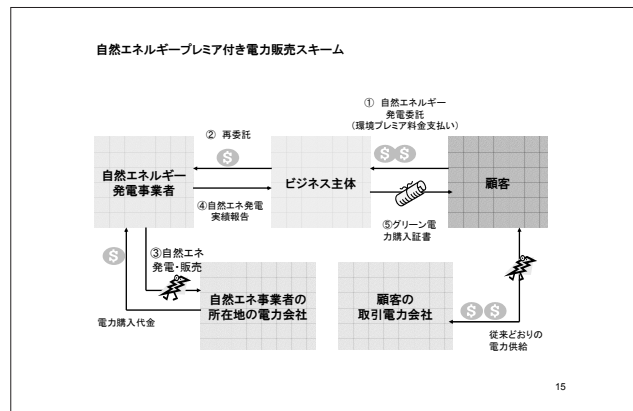 自然エネルギープレミア付き電力販売スキーム
① 自然エネルギー
発電委託
(環境プレミア料金支払い)
② 再委託
$
$$
自然エネルギー
発電事業者
ビジネス主体
顧客
④自然エネ発電
実績報告
⑤グリーン電
力購入証書
$
③自然エネ
発電・販売
自然エネ事業者の
所在地の電力会社
顧客の
取引電力会社
$$
電力購入代金
従来どおりの
電力供給
15